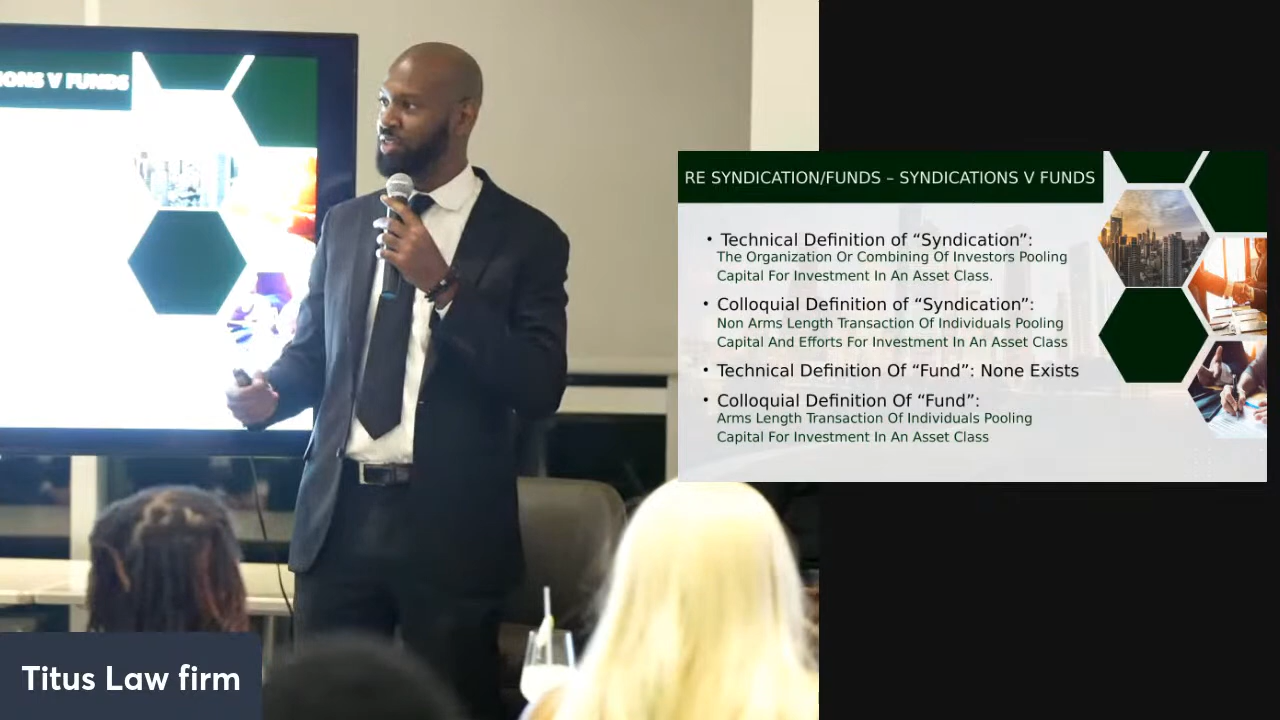 IONS V FUNDS
RE SYNDICATION/FUNDS – SYNDICATIONS V FUNDS
• Technical Definition of “Syndication”:
The Organization Or Combining Of Investors Pooling
Capital For Investment In An Asset Class.
• Colloquial Definition of “Syndication”:
Non Arms Length Transaction Of Individuals Pooling
Capital And Efforts For Investment In An Asset Class
• Technical Definition Of “Fund”: None Exists
• Colloquial Definition Of “Fund”:
Arms Length Transaction Of Individuals Pooling
Capital For Investment In An Asset Class
Titus Law firm